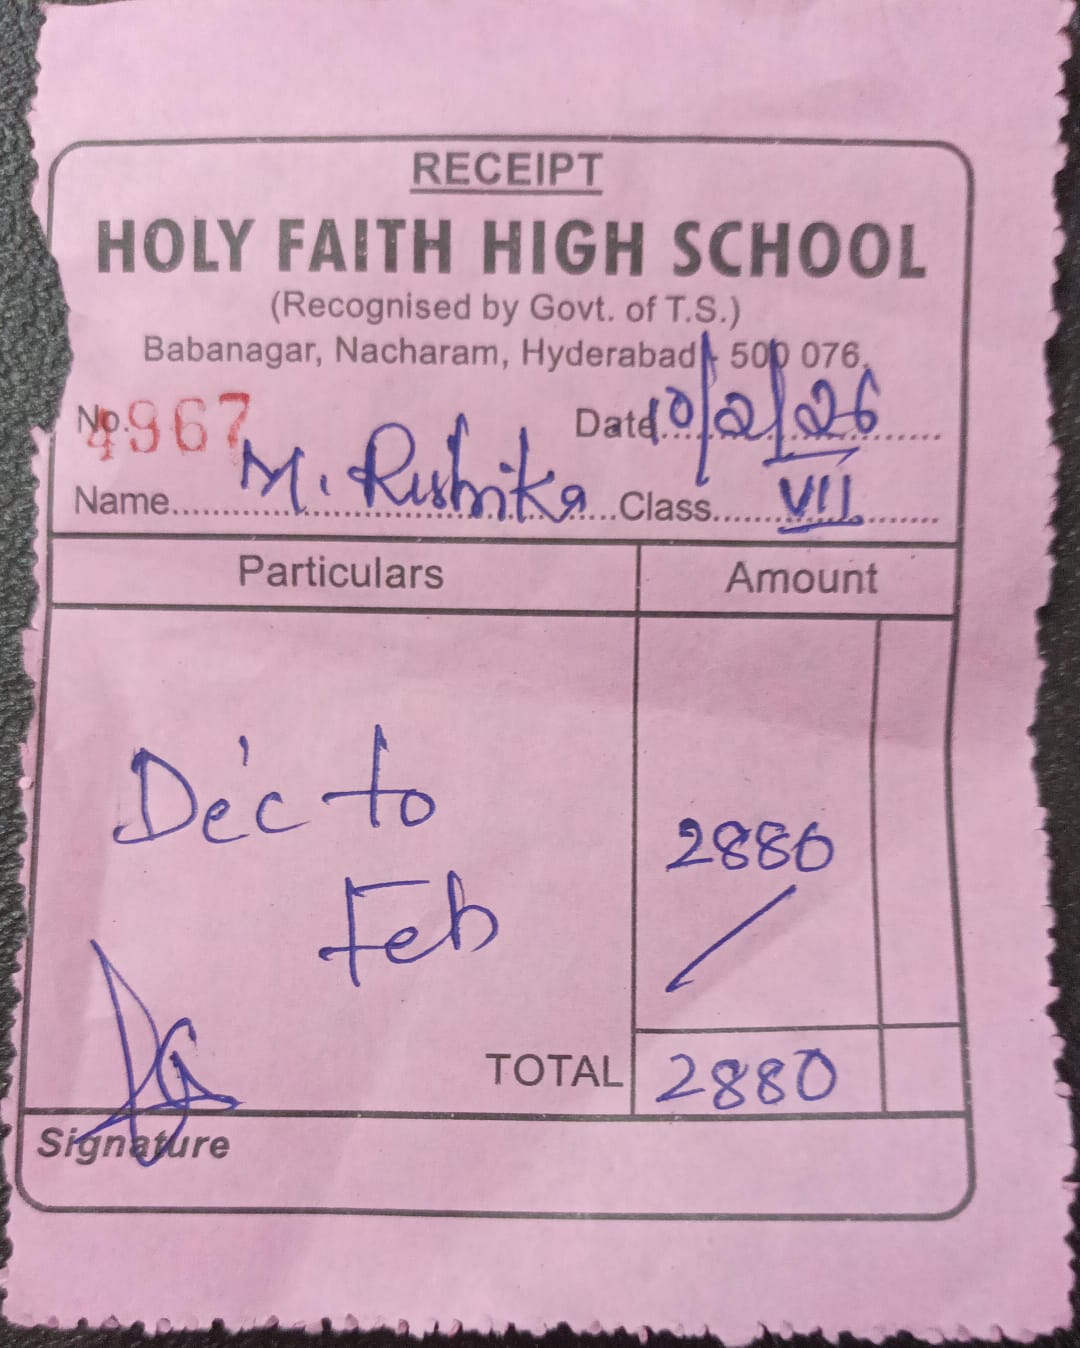 RECEIPT
HOLY FAITH HIGH SCHOOL
(Recognised by Govt. of T.S.)
Babanagar, Nacharam, Hyderabad - 500 076.
No. 4967 Date 10/2/26
Name M. Rishika Class VII
Particulars Amount
Dec to
Feb
2880
TOTAL 2880
Signature